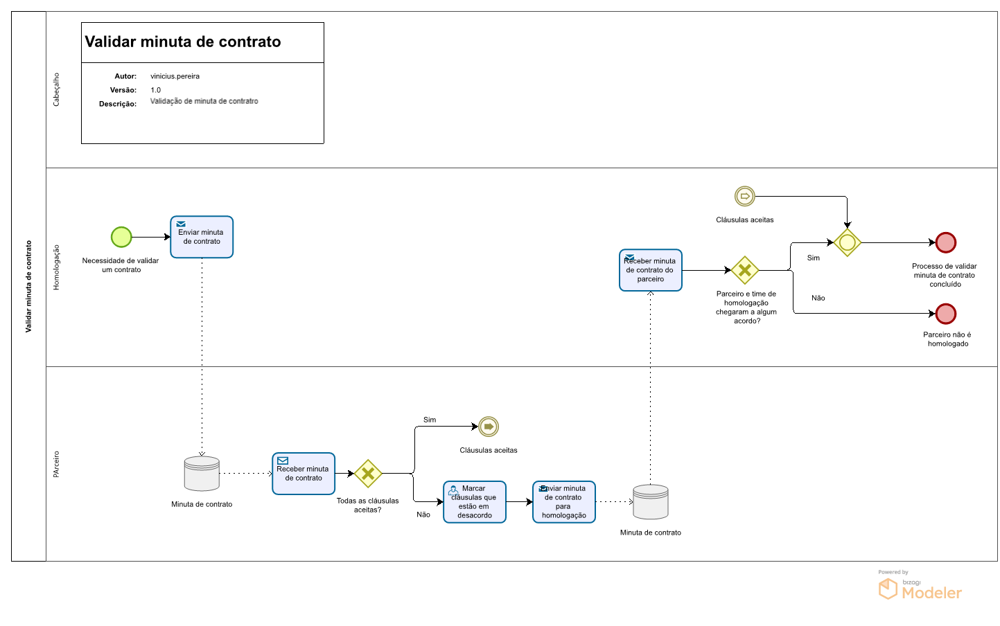 Validar minuta de contrato
Cabeçalho
Validar minuta de contrato
Autor: vinicius.pereira
Versão: 1.0
Descrição: Validação de minuta de contratro
Homologação
Necessidade de validar
um contrato
Enviar minuta
de contrato
Receber minuta
de contrato do
parceiro
Cláusulas aceitas
Parceiro e time de
homologação
chegaram a algum
acordo?
Sim
Não
Processo de validar
minuta de contrato
concluído
Parceiro não é
homologado
PArceiro
Minuta de contrato
Receber minuta
de contrato
Todas as cláusulas
aceitas?
Sim
Cláusulas aceitas
Não
Marcar
cláusulas que
estão em
desacordo
Enviar minuta
de contrato
para
homologação
Minuta de contrato
Powered by
bizagi
Modeler